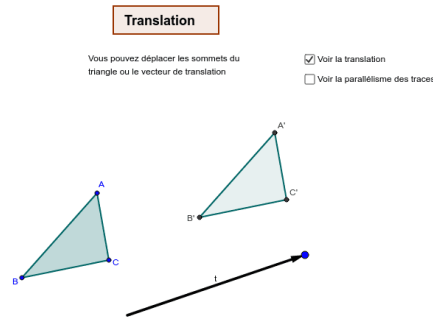 Translation
Vous pouvez déplacer les sommets du
triangle ou le vecteur de translation
Voir la translation
Voir la parallélisme des traces
A'
A
C'
B'
C
B
t